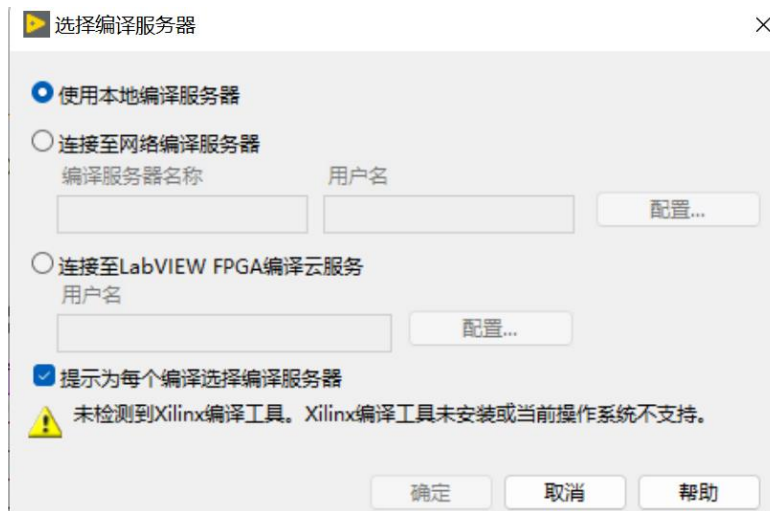 选择编译服务器
使用本地编译服务器
连接至网络编译服务器
编译服务器名称 用户名
配置...
连接至LabVIEW FPGA编译云服务
用户名
配置...
提示为每个编译选择编译服务器
未检测到Xilinx编译工具。Xilinx编译工具未安装或当前操作系统不支持。
确定 取消 帮助